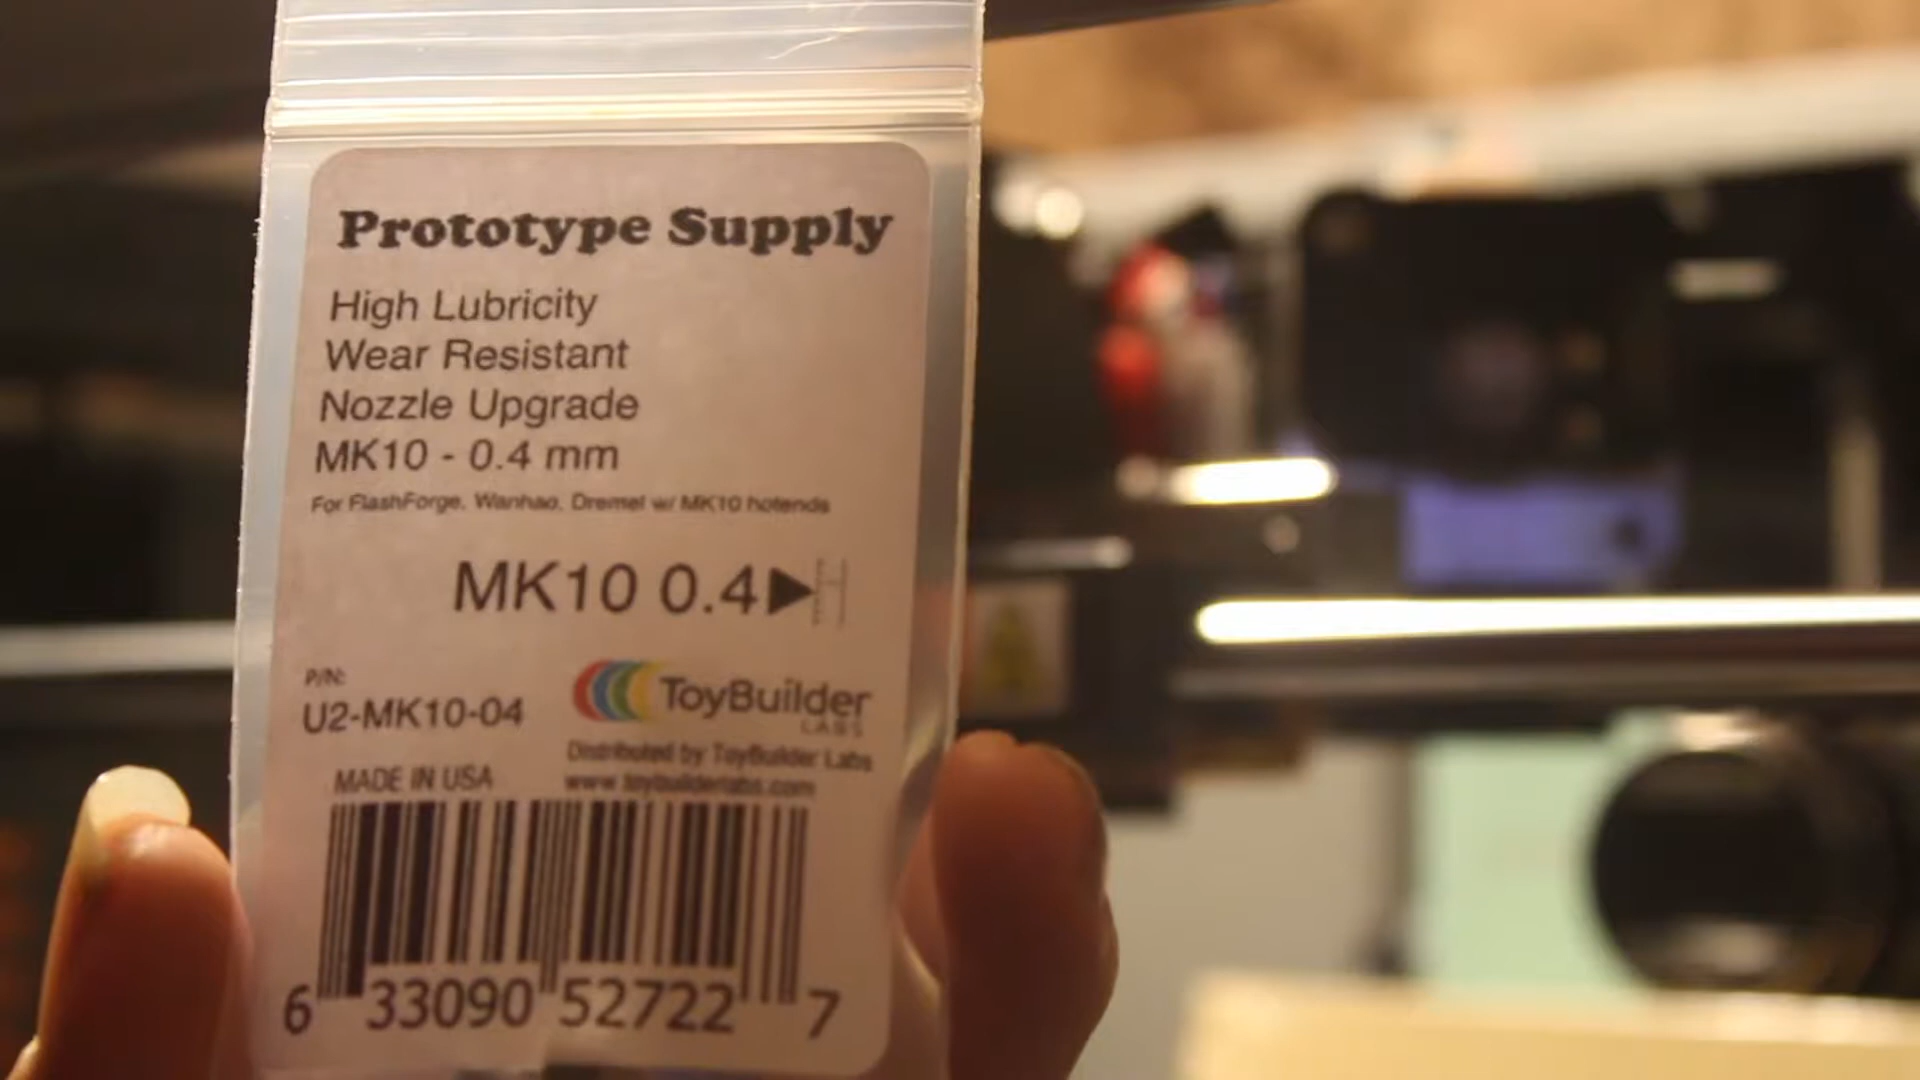 Prototype Supply
High Lubricity
Wear Resistant
Nozzle Upgrade
MK10 - 0.4 mm
For FlashForge, Wanhao, Dremel w/ MK10 hotends
MK10 0.4
P/N:
U2-MK10-04
ToyBuilder
LABS
Distributed by ToyBuilder Labs
www.toybuilderlabs.com
MADE IN USA
6 33090 52722 7